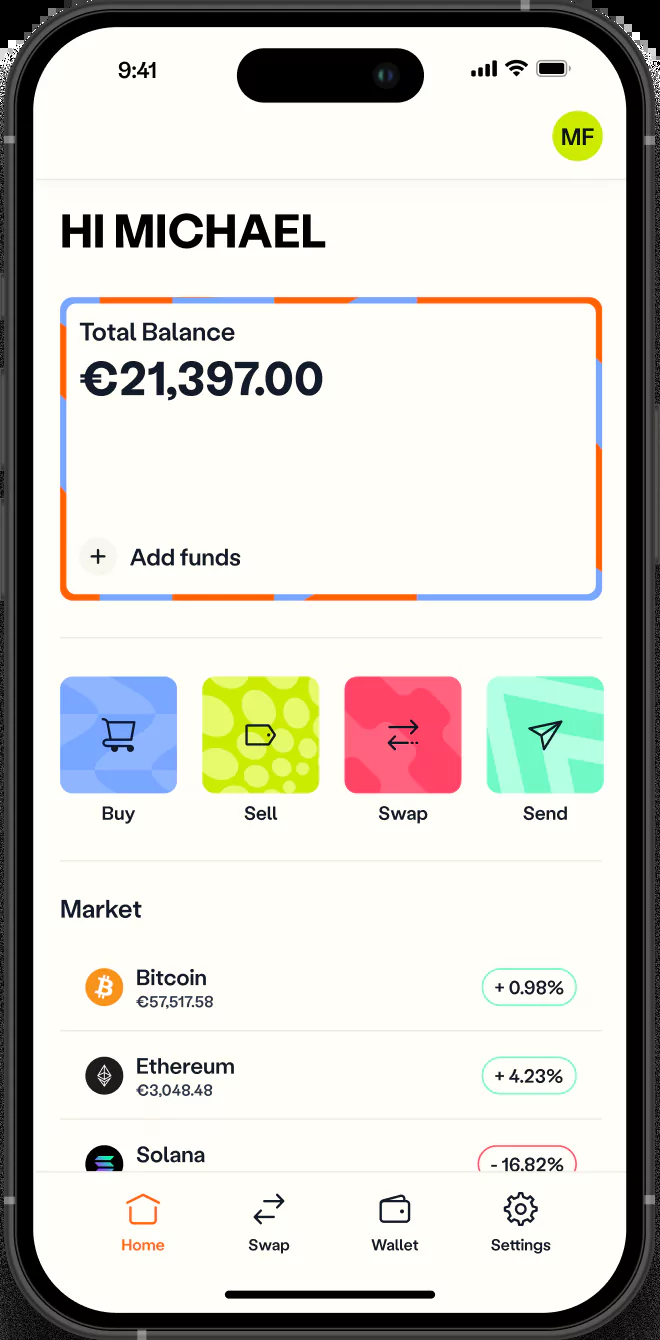 9:41
MF
HI MICHAEL
Total Balance
€21,397.00
+ Add funds
Buy Sell Swap Send
Market
Bitcoin
€57,517.58
+ 0.98%
Ethereum
€3,048.48
+ 4.23%
Solana
- 16.82%
Home Swap Wallet Settings